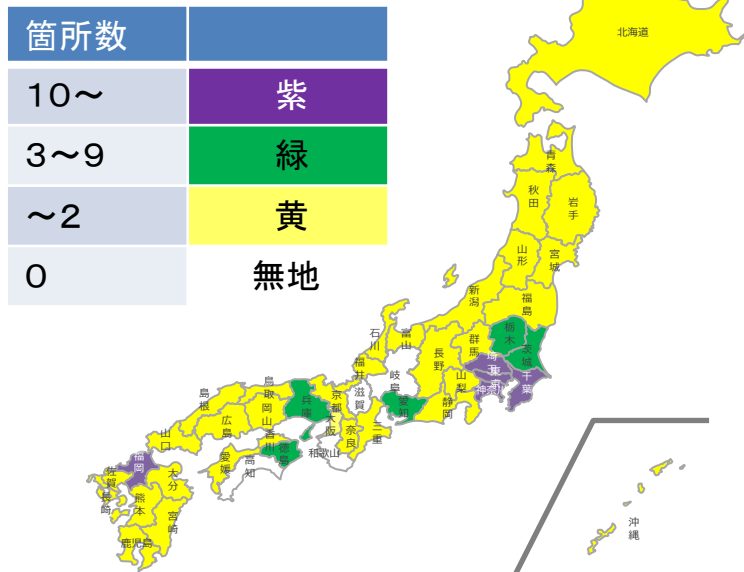 箇所数
10～ 紫
3～9 緑
～2 黄
0 無地
北海道
青森
秋田
岩手
山形
宮城
新潟
福島
栃木
茨城
群馬
埼玉
東京
千葉
神奈川
石川
富山
福井
岐阜
長野
山梨
静岡
愛知
滋賀
三重
京都
大阪
奈良
和歌山
兵庫
鳥取
岡山
島根
広島
山口
香川
徳島
愛媛
高知
福岡
佐賀
長崎
大分
熊本
宮崎
鹿児島
沖縄